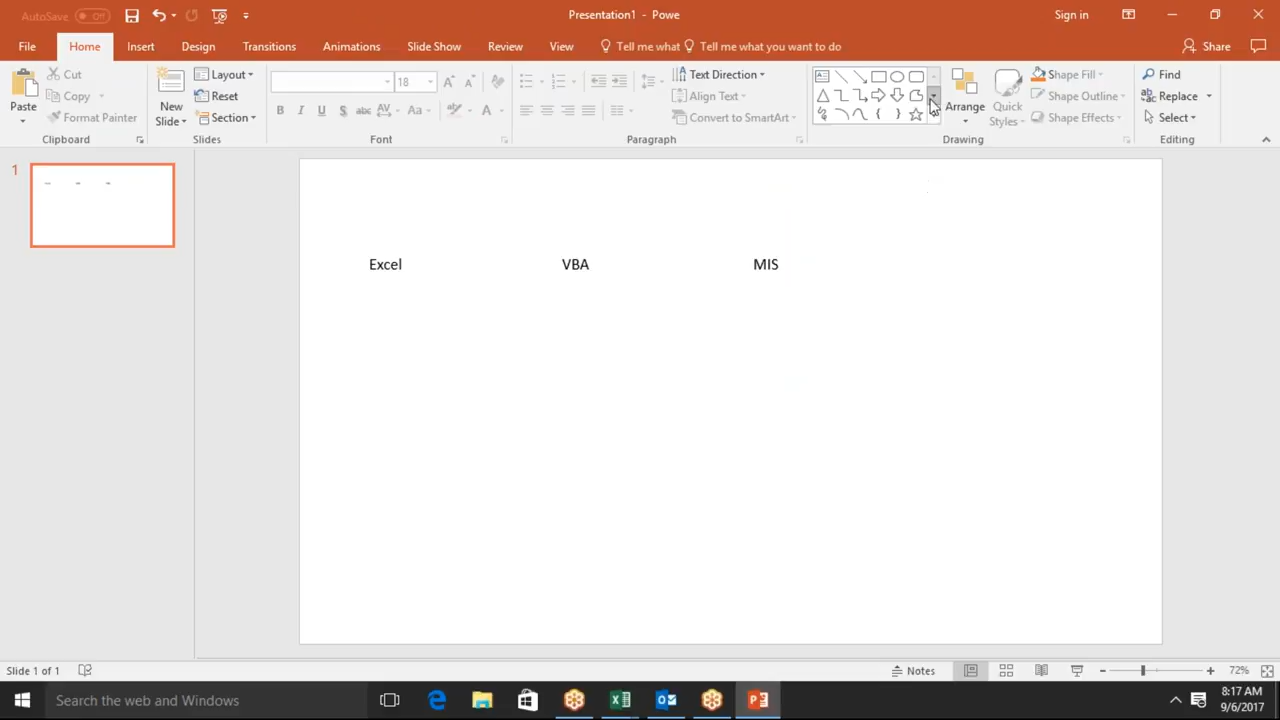 AutoSave Off Presentation1 - Powe Sign in
File Home Insert Design Transitions Animations Slide Show Review View Tell me what Tell me what you want to do Share
Paste Cut Copy Format Painter
New Slide Layout Reset Section
18
B I U S abc AV Aa A
Text Direction Align Text Convert to SmartArt
Arrange Quick Styles Shape Fill Shape Outline Shape Effects
Find Replace Select
Clipboard Slides Font Paragraph Drawing Editing
1
Excel VBA MIS
Slide 1 of 1 Notes 72%
Search the web and Windows 8:17 AM
9/6/2017